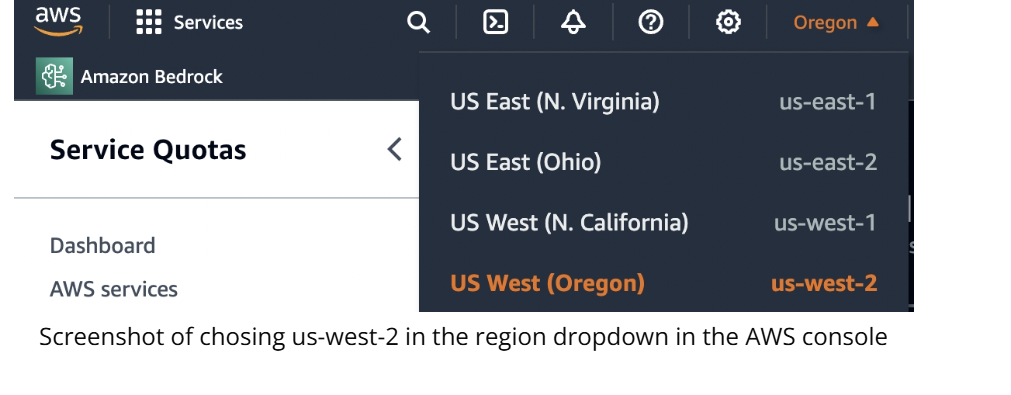 aws
Services
Oregon
Amazon Bedrock
Service Quotas
Dashboard
AWS services
US East (N. Virginia) us-east-1
US East (Ohio) us-east-2
US West (N. California) us-west-1
US West (Oregon) us-west-2
Screenshot of chosing us-west-2 in the region dropdown in the AWS console